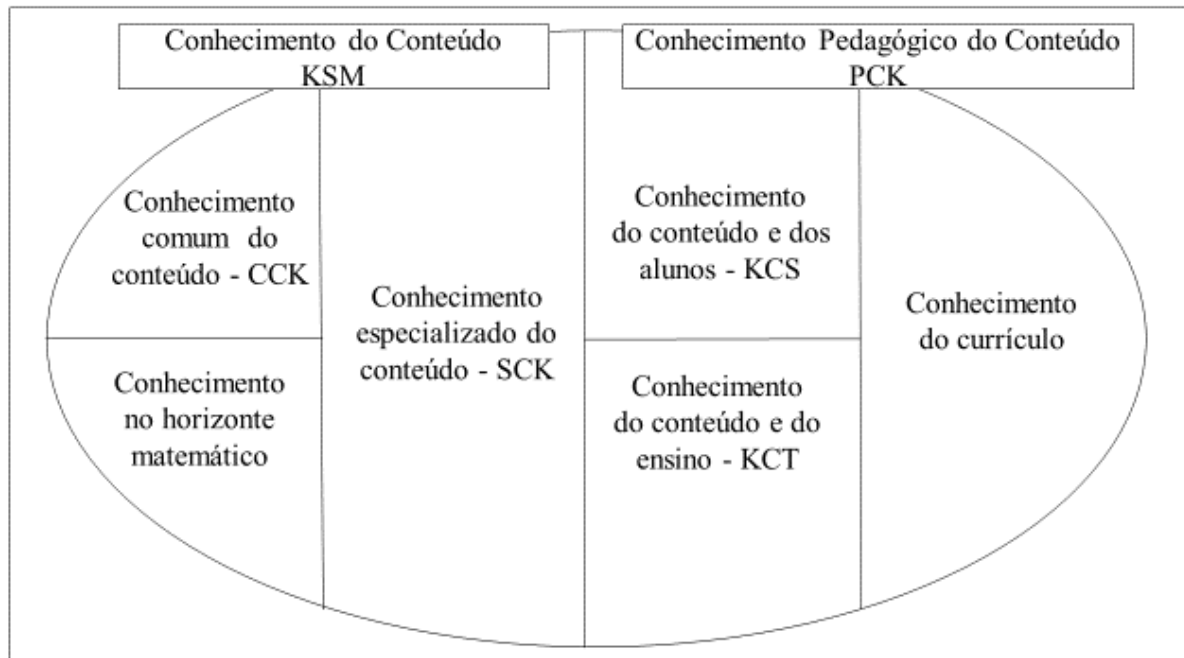 Conhecimento do Conteúdo
KSM
Conhecimento Pedagógico do Conteúdo
PCK
Conhecimento
comum do
conteúdo - CCK
Conhecimento
no horizonte
matemático
Conhecimento
especializado do
conteúdo - SCK
Conhecimento
do conteúdo e dos
alunos - KCS
Conhecimento
do conteúdo e do
ensino - KCT
Conhecimento
do currículo